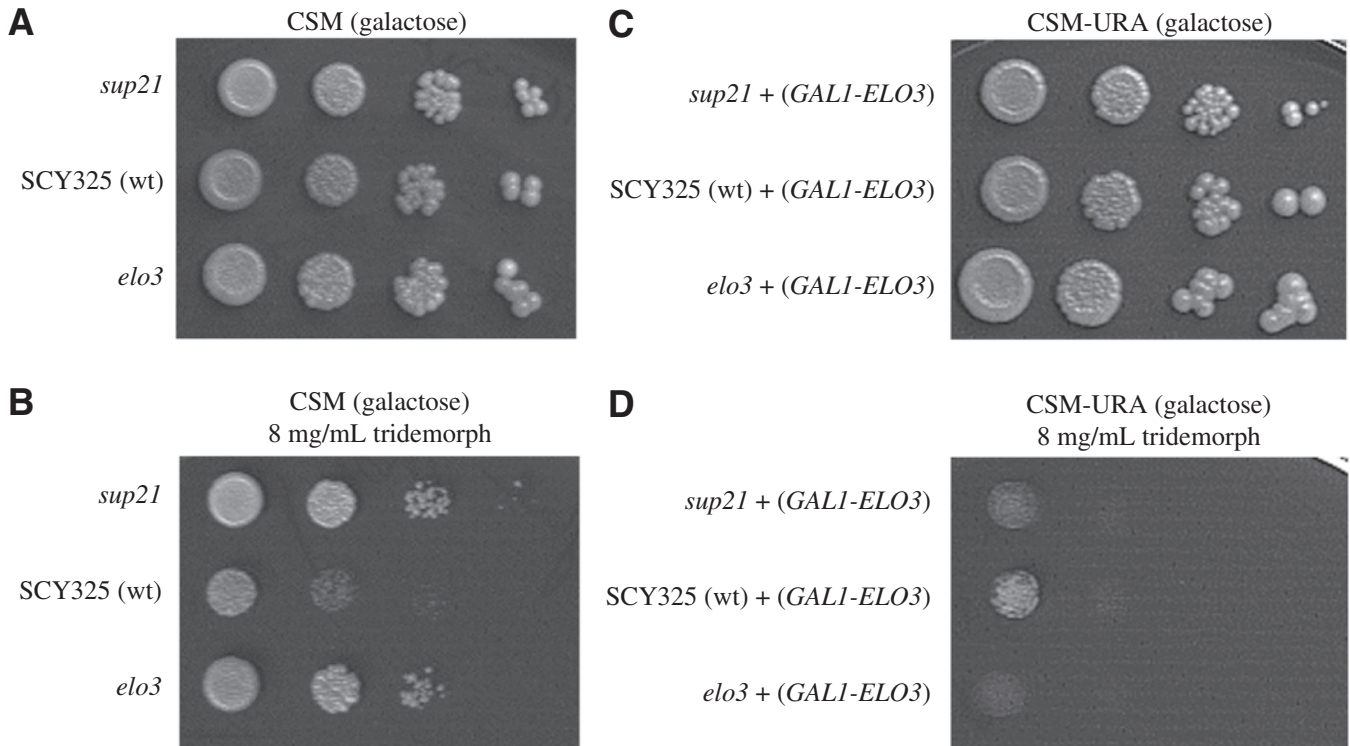 A
CSM (galactose)
sup21
SCY325 (wt)
elo3
B
CSM (galactose)
8 mg/mL tridemorph
sup21
SCY325 (wt)
elo3
C
CSM-URA (galactose)
sup21 + (GAL1-ELO3)
SCY325 (wt) + (GAL1-ELO3)
elo3 + (GAL1-ELO3)
D
CSM-URA (galactose)
8 mg/mL tridemorph
sup21 + (GAL1-ELO3)
SCY325 (wt) + (GAL1-ELO3)
elo3 + (GAL1-ELO3)